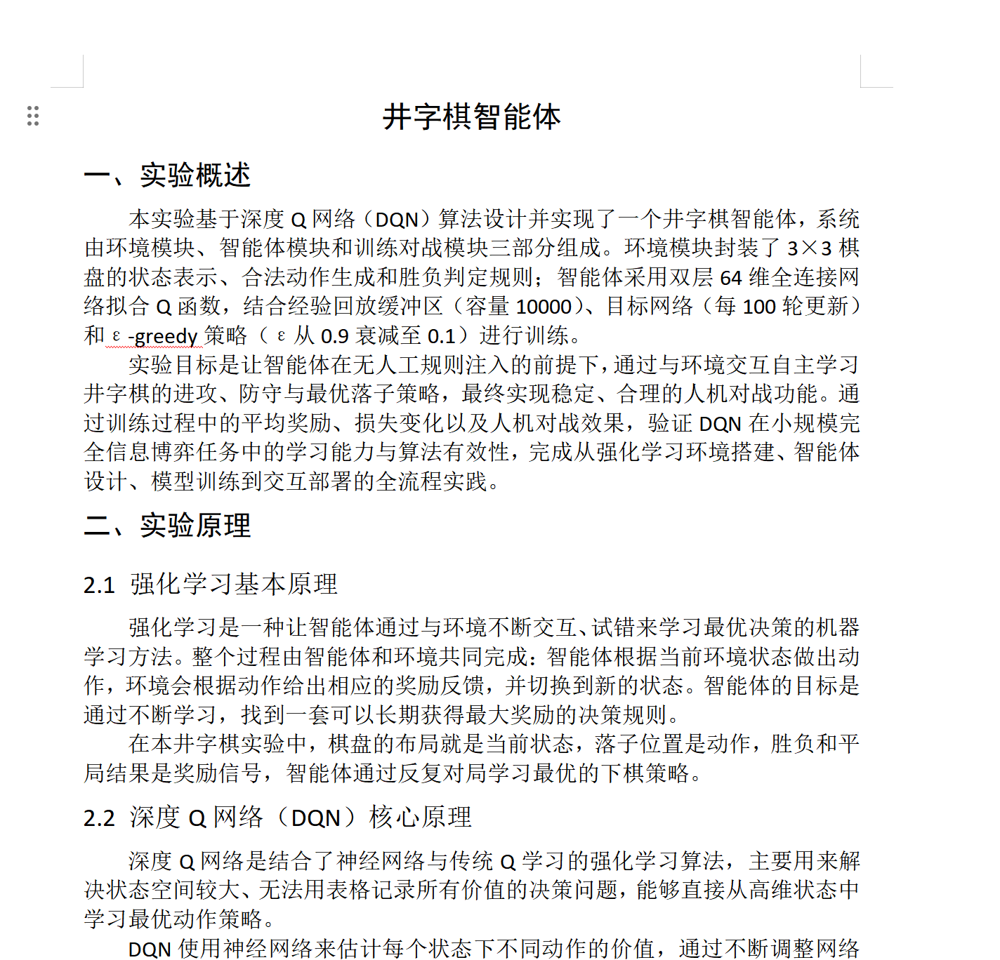 井字棋智能体
一、实验概述
本实验基于深度 Q 网络（DQN）算法设计并实现了一个井字棋智能体，系统
由环境模块、智能体模块和训练对战模块三部分组成。环境模块封装了 3×3 棋
盘的状态表示、合法动作生成和胜负判定规则；智能体采用双层 64 维全连接网
络拟合 Q 函数，结合经验回放缓冲区（容量 10000）、目标网络（每 100 轮更新）
和 ε-greedy 策略（ε从 0.9 衰减至 0.1）进行训练。
实验目标是让智能体在无人工规则注入的前提下，通过与环境交互自主学习
井字棋的进攻、防守与最优落子策略，最终实现稳定、合理的人机对战功能。通
过训练过程中的平均奖励、损失变化以及人机对战效果，验证 DQN 在小规模完
全信息博弈任务中的学习能力与算法有效性，完成从强化学习环境搭建、智能体
设计、模型训练到交互部署的全流程实践。
二、实验原理
2.1 强化学习基本原理
强化学习是一种让智能体通过与环境不断交互、试错来学习最优决策的机器
学习方法。整个过程由智能体和环境共同完成：智能体根据当前环境状态做出动
作，环境会根据动作给出相应的奖励反馈，并切换到新的状态。智能体的目标是
通过不断学习，找到一套可以长期获得最大奖励的决策规则。
在本井字棋实验中，棋盘的布局就是当前状态，落子位置是动作，胜负和平
局结果是奖励信号，智能体通过反复对局学习最优的下棋策略。
2.2 深度 Q 网络（DQN）核心原理
深度 Q 网络是结合了神经网络与传统 Q 学习的强化学习算法，主要用来解
决状态空间较大、无法用表格记录所有价值的决策问题，能够直接从高维状态中
学习最优动作策略。
DQN 使用神经网络来估计每个状态下不同动作的价值，通过不断调整网络